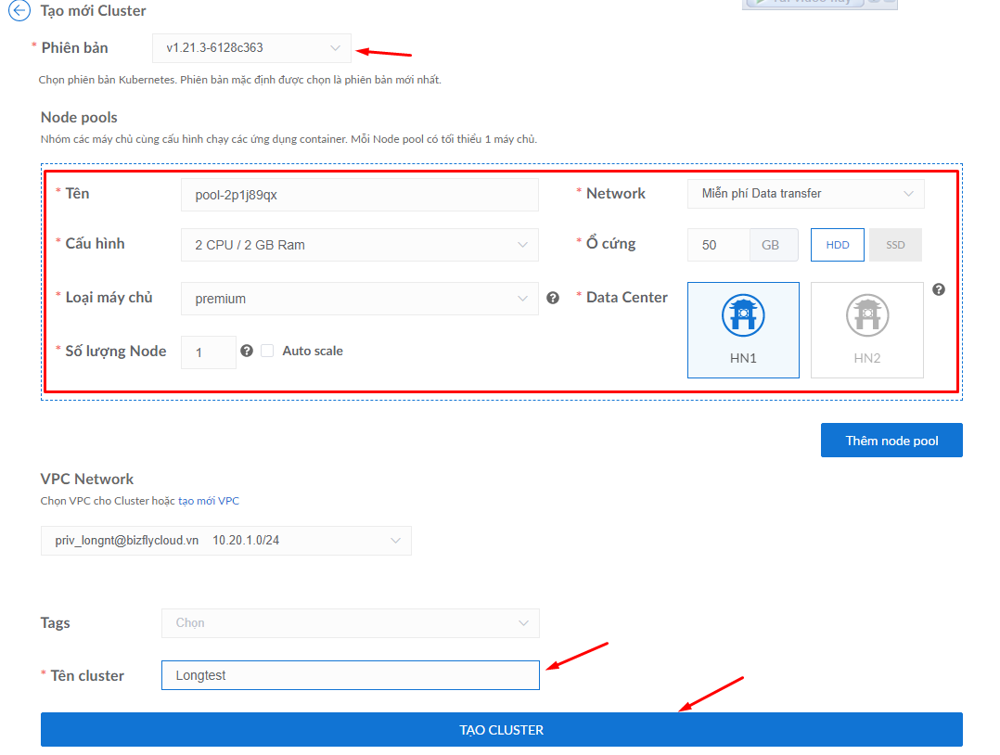 Tạo mới Cluster
* Phiên bản
v1.21.3-6128c363
Chọn phiên bản Kubernetes. Phiên bản mặc định được chọn là phiên bản mới nhất.
Node pools
Nhóm các máy chủ cùng cấu hình chạy các ứng dụng container. Mỗi Node pool có tối thiểu 1 máy chủ.
* Tên
pool-2p1j89qx
* Network
Miễn phí Data transfer
* Cấu hình
2 CPU / 2 GB Ram
* Ổ cứng
50 GB
HDD
SSD
* Loại máy chủ
premium
?
* Data Center
HN1
HN2
?
* Số lượng Node
1
?
Auto scale
Thêm node pool
VPC Network
Chọn VPC cho Cluster hoặc tạo mới VPC
priv_longnt@bizflycloud.vn 10.20.1.0/24
Tags
Chọn
* Tên cluster
Longtest
TẠO CLUSTER